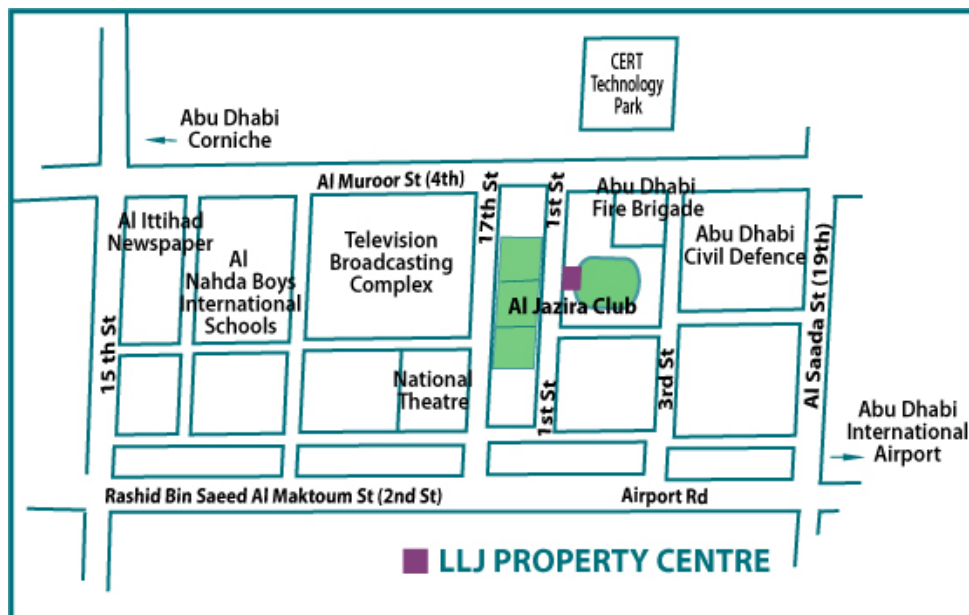 CERT
Technology
Park
Abu Dhabi
Corniche
Al Muroor St (4th)
17th St
1st St
Abu Dhabi
Fire Brigade
Al Ittihad
Newspaper
Al
Nahda Boys
International
Schools
Television
Broadcasting
Complex
Abu Dhabi
Civil Defence
Al Jazira Club
Al Saada St (19th)
15 th St
National
Theatre
1st St
3rd St
Abu Dhabi
International
Airport
Rashid Bin Saeed Al Maktoum St (2nd St)
Airport Rd
LLJ PROPERTY CENTRE